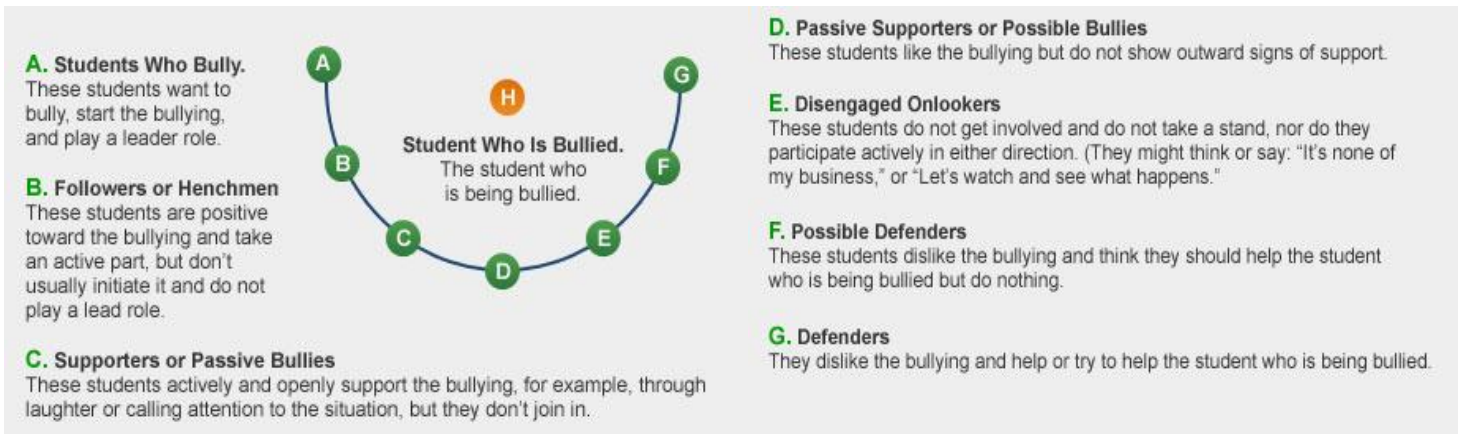 A. Students Who Bully.
These students want to
bully, start the bullying,
and play a leader role.
B. Followers or Henchmen
These students are positive
toward the bullying and take
an active part, but don't
usually initiate it and do not
play a lead role.
C. Supporters or Passive Bullies
These students actively and openly support the bullying, for example, through
laughter or calling attention to the situation, but they don't join in.
A
B
C
D
E
F
G
H
Student Who Is Bullied.
The student who
is being bullied.
D. Passive Supporters or Possible Bullies
These students like the bullying but do not show outward signs of support.
E. Disengaged Onlookers
These students do not get involved and do not take a stand, nor do they
participate actively in either direction. (They might think or say: “It's none of
my business,” or “Let's watch and see what happens.”
F. Possible Defenders
These students dislike the bullying and think they should help the student
who is being bullied but do nothing.
G. Defenders
They dislike the bullying and help or try to help the student who is being bullied.